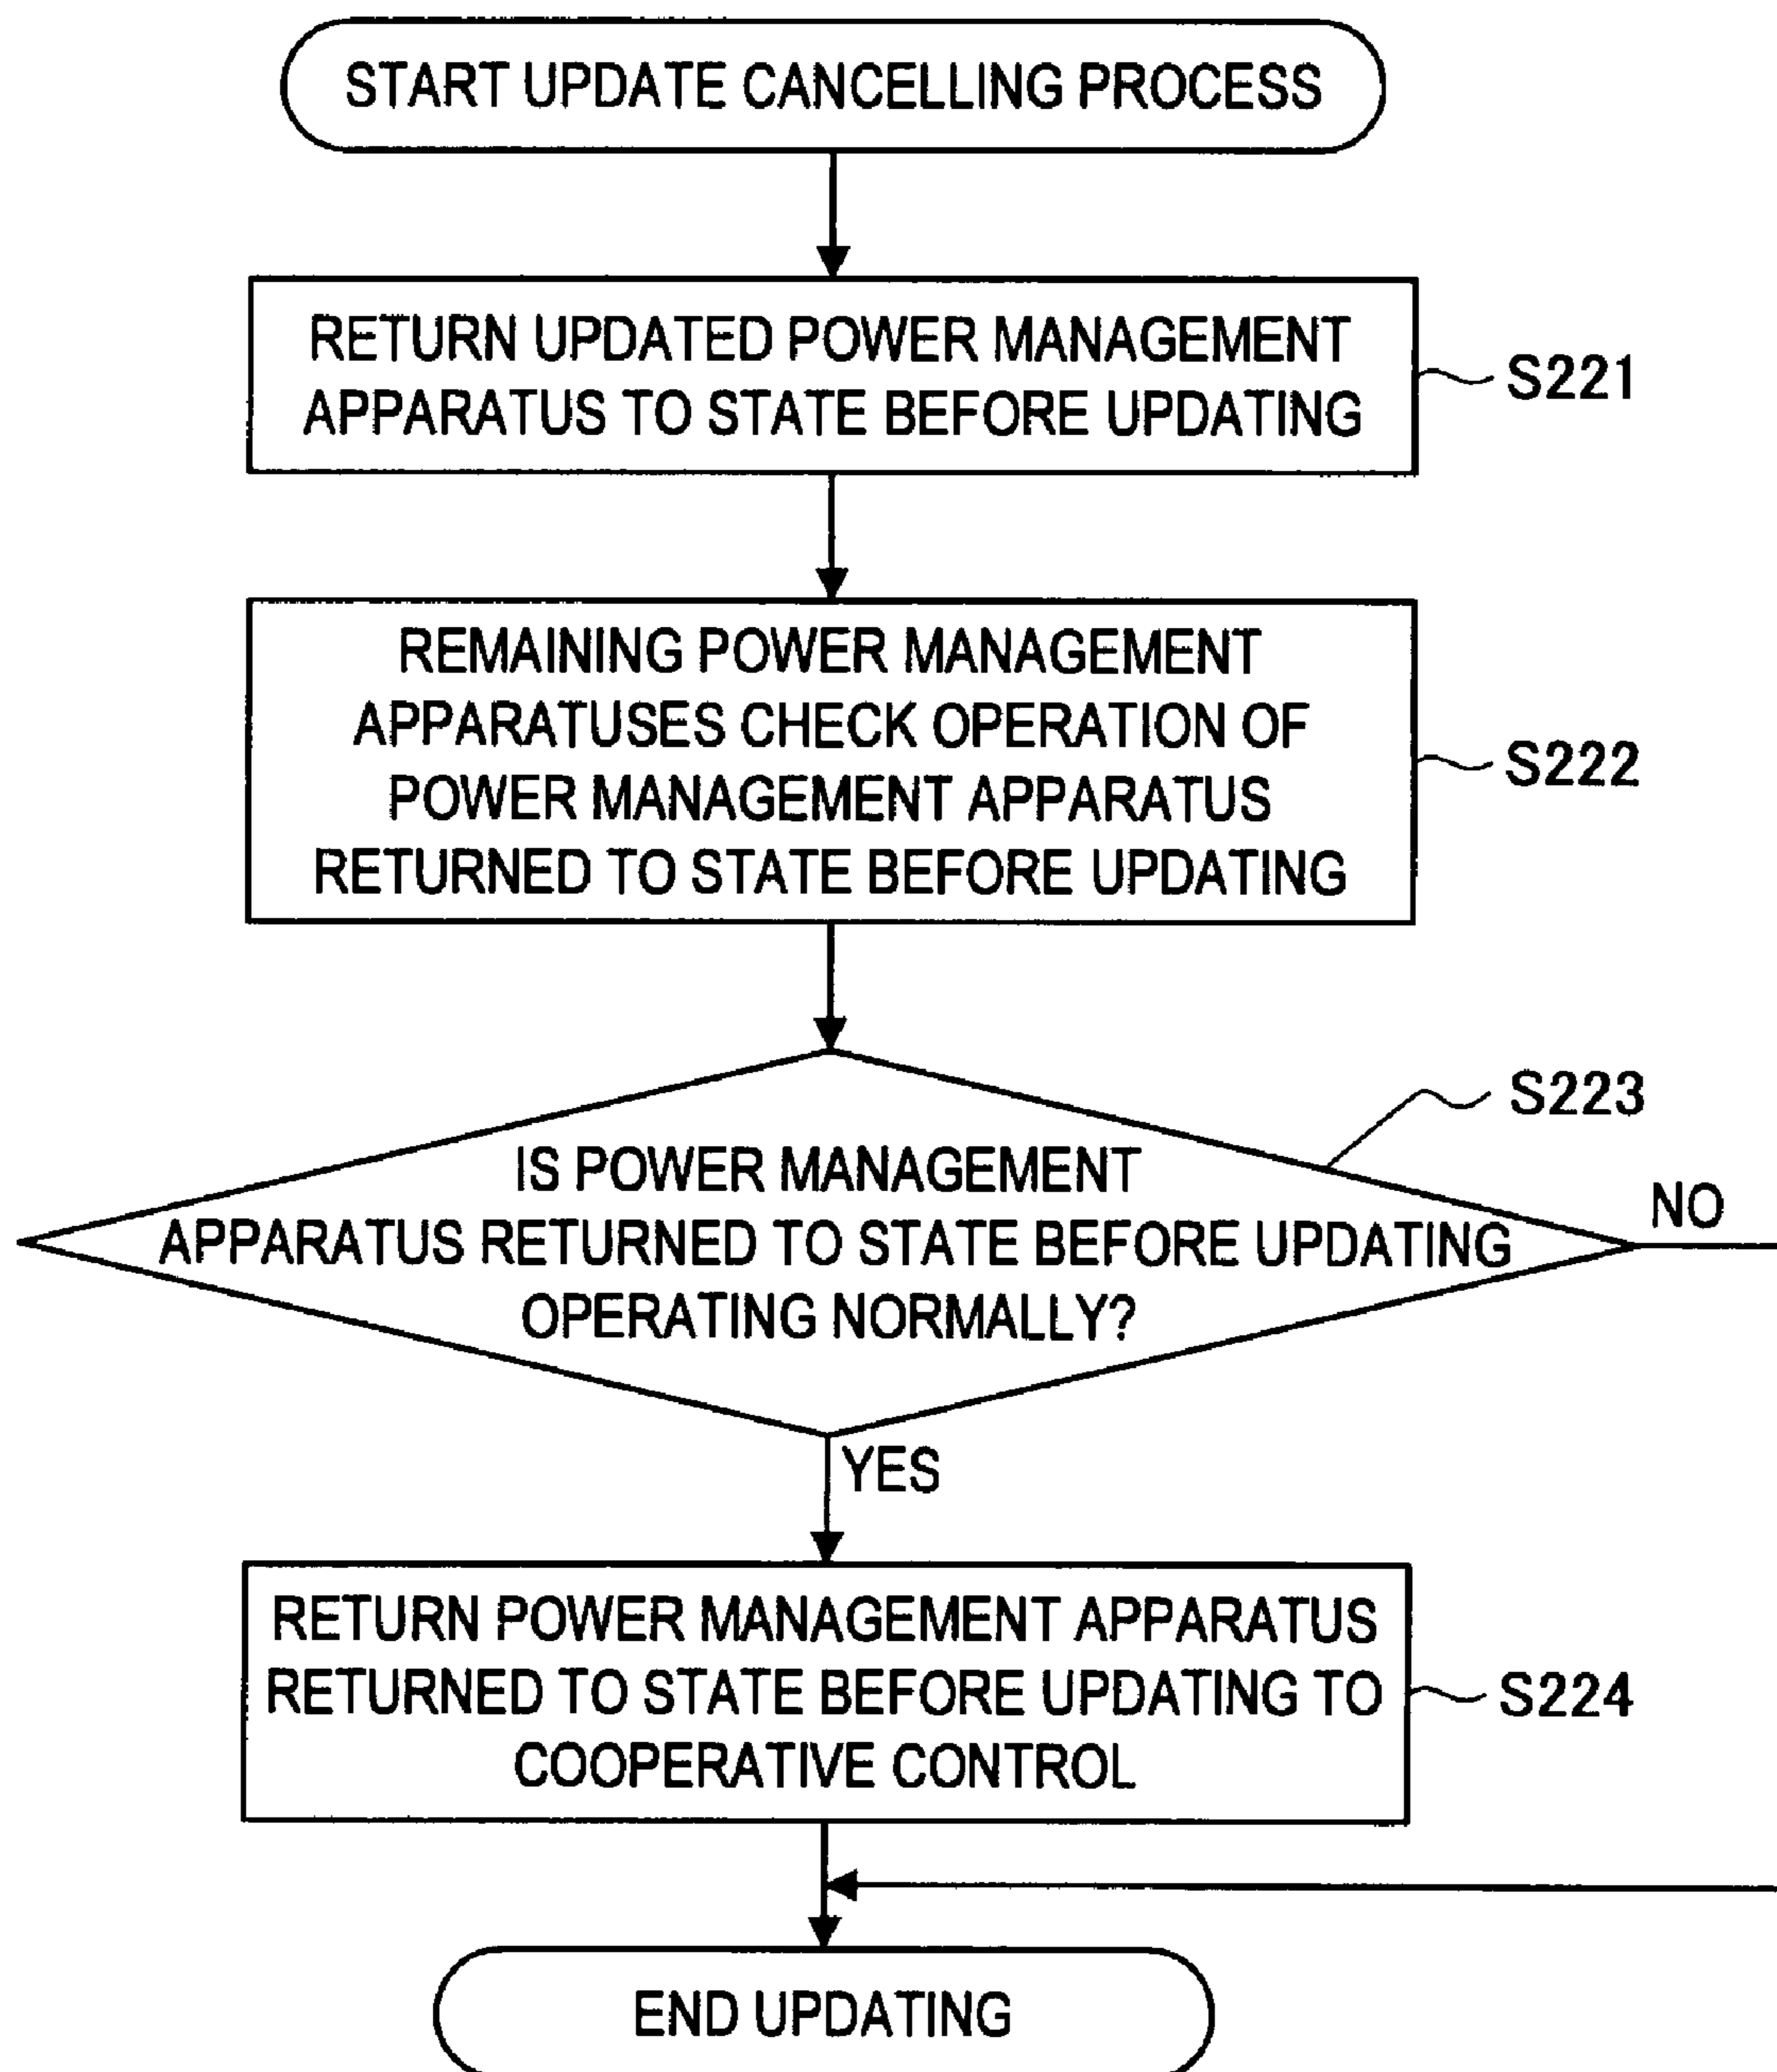 START UPDATE CANCELLING PROCESS
RETURN UPDATED POWER MANAGEMENT
APPARATUS TO STATE BEFORE UPDATING
S221
REMAINING POWER MANAGEMENT
APPARATUSES CHECK OPERATION OF
POWER MANAGEMENT APPARATUS
RETURNED TO STATE BEFORE UPDATING
S222
S223
IS POWER MANAGEMENT
APPARATUS RETURNED TO STATE BEFORE UPDATING
OPERATING NORMALLY?
NO
YES
RETURN POWER MANAGEMENT APPARATUS
RETURNED TO STATE BEFORE UPDATING TO
COOPERATIVE CONTROL
S224
END UPDATING